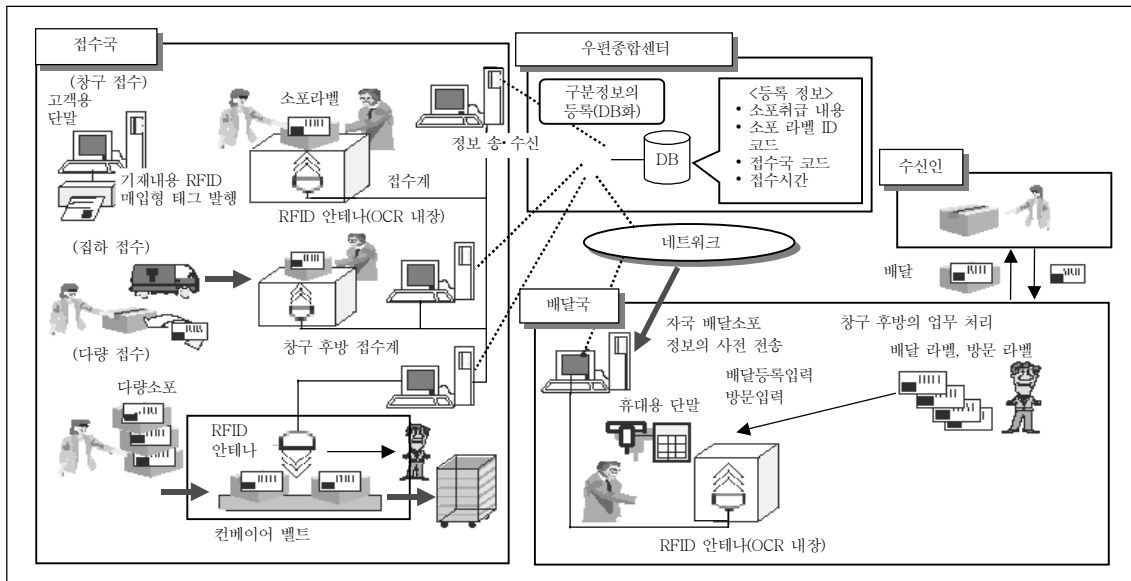 접수국
(창구 접수)
고객용
단말
기재내용 RFID
매입형 태그 발행
소포라벨
접수계
RFID 안테나(OCR 내장)
정보 송·수신
(집하 접수)
창구 후방 접수계
(다량 접수)
다량소포
RFID
안테나
컨베이어 벨트
우편종합센터
구분정보의
등록(DB화)
DB
<등록 정보>
• 소포취급 내용
• 소포 라벨 ID
코드
• 접수국 코드
• 접수시간
네트워크
수신인
배달
배달국
자국 배달소포
정보의 사전 전송
창구 후방의 업무 처리
배달 라벨, 방문 라벨
배달등록입력
방문입력
휴대용 단말
RFID 안테나(OCR 내장)